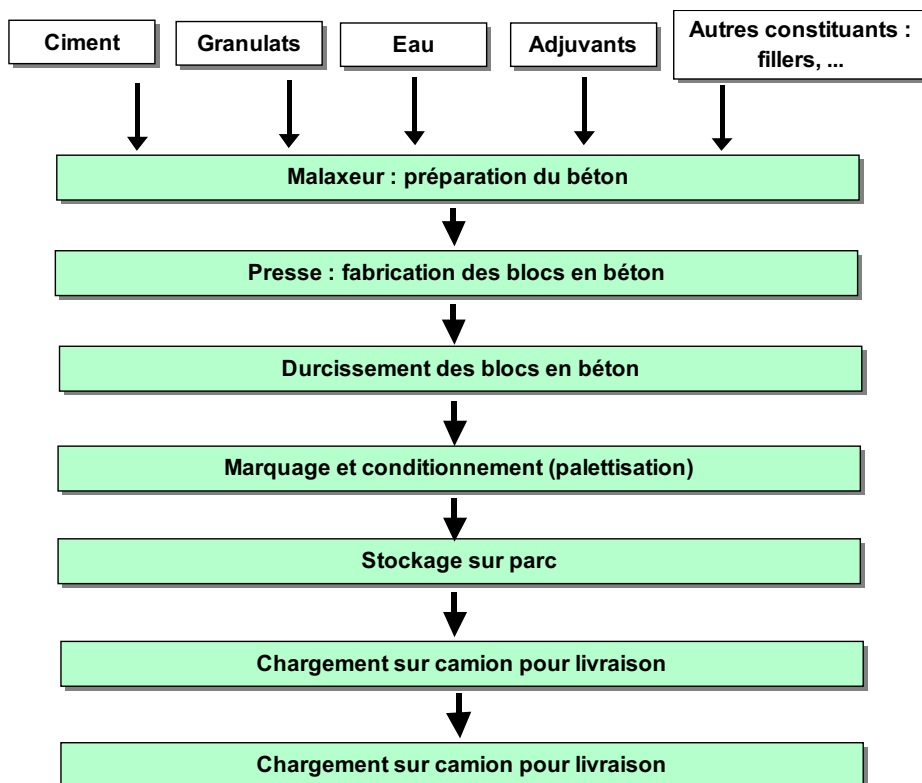 Ciment
Granulats
Eau
Adjuvants
Autres constituants :
fillers, ...
Malaxeur : préparation du béton
Presse : fabrication des blocs en béton
Durcissement des blocs en béton
Marquage et conditionnement (palettisation)
Stockage sur parc
Chargement sur camion pour livraison
Chargement sur camion pour livraison